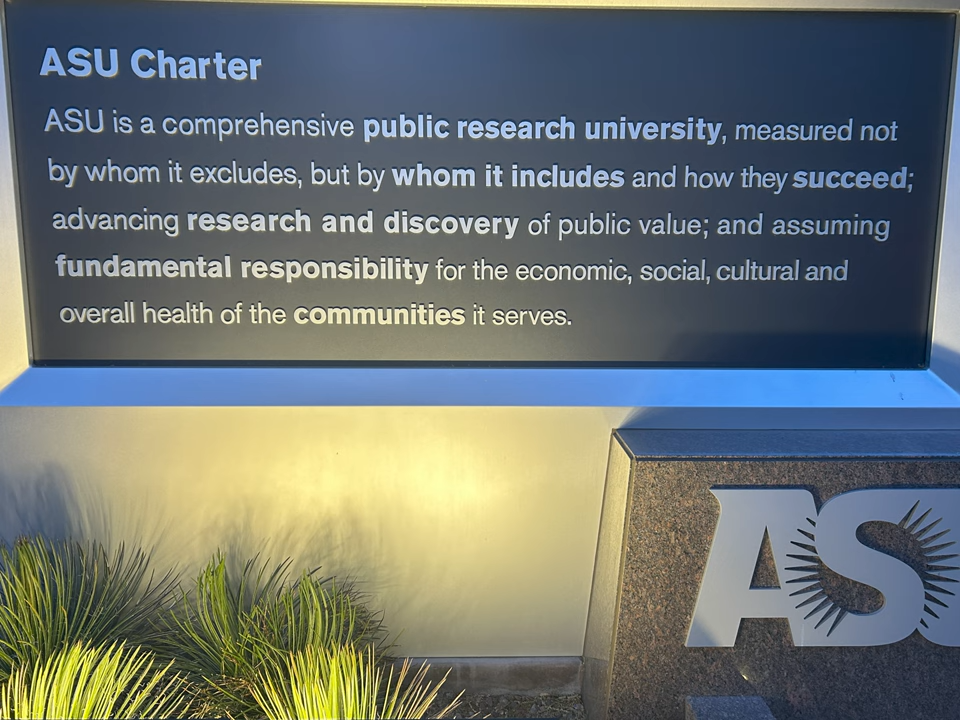 ASU Charter
ASU is a comprehensive public research university, measured not
by whom it excludes, but by whom it includes and how they succeed;
advancing research and discovery of public value; and assuming
fundamental responsibility for the economic, social, cultural and
overall health of the communities it serves.
ASU